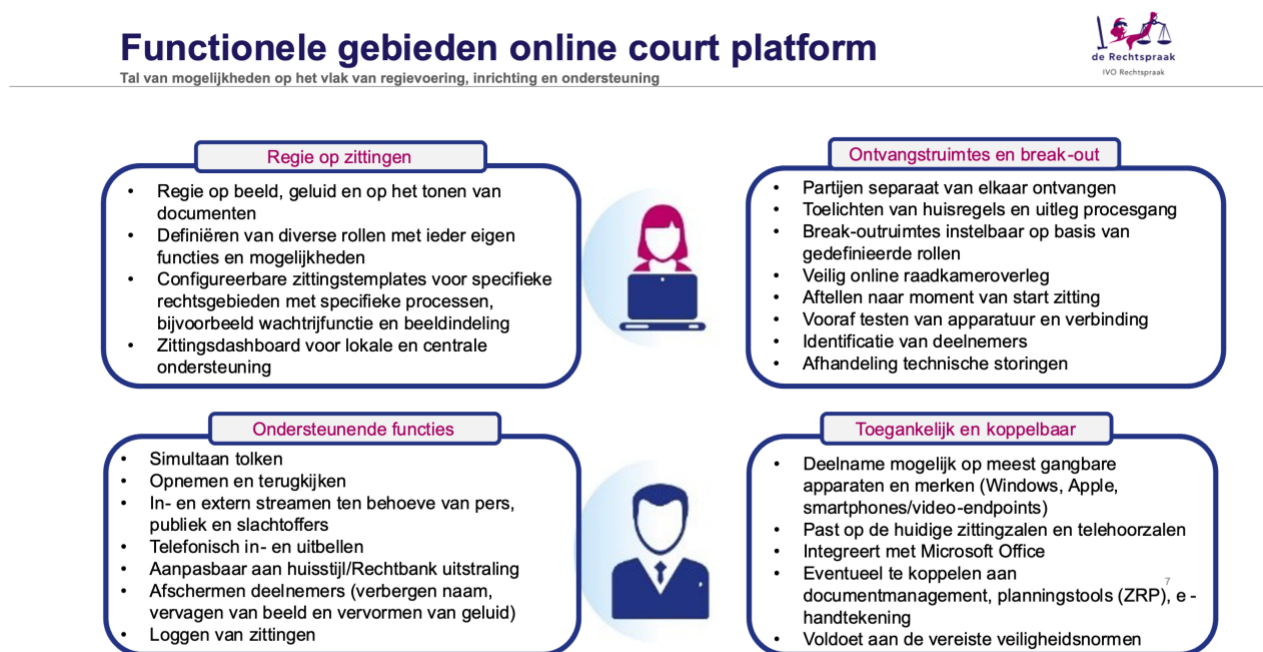 Functionele gebieden online court platform
Tal van mogelijkheden op het vlak van regievoering, inrichting en ondersteuning
de Rechtspraak
IVO Rechtspraak
Regie op zittingen
• Regie op beeld, geluid en op het tonen van
documenten
• Definiëren van diverse rollen met ieder eigen
functies en mogelijkheden
• Configureerbare zittingstemplates voor specifieke
rechtsgebieden met specifieke processen,
bijvoorbeeld wachtrijfunctie en beeldindeling
• Zittingsdashboard voor lokale en centrale
ondersteuning
Ontvangstruimtes en break-out
• Partijen separaat van elkaar ontvangen
• Toelichten van huisregels en uitleg procesgang
• Break-outruimtes instelbaar op basis van
gedefinieerde rollen
• Veilig online raadkameroverleg
• Aftellen naar moment van start zitting
• Vooraf testen van apparatuur en verbinding
• Identificatie van deelnemers
• Afhandeling technische storingen
Ondersteunende functies
• Simultaan tolken
• Opnemen en terugkijken
• In- en extern streamen ten behoeve van pers,
publiek en slachtoffers
• Telefonisch in- en uitbellen
• Aanpasbaar aan huisstijl/Rechtbank uitstraling
• Afschermen deelnemers (verbergen naam,
vervagen van beeld en vervormen van geluid)
• Loggen van zittingen
Toegankelijk en koppelbaar
• Deelname mogelijk op meest gangbare
apparaten en merken (Windows, Apple,
smartphones/video-endpoints)
• Past op de huidige zittingzalen en telehoorzalen
• Integreert met Microsoft Office
• Eventueel te koppelen aan
documentmanagement, planningstools (ZRP), e -
handtekening
• Voldoet aan de vereiste veiligheidsnormen
7